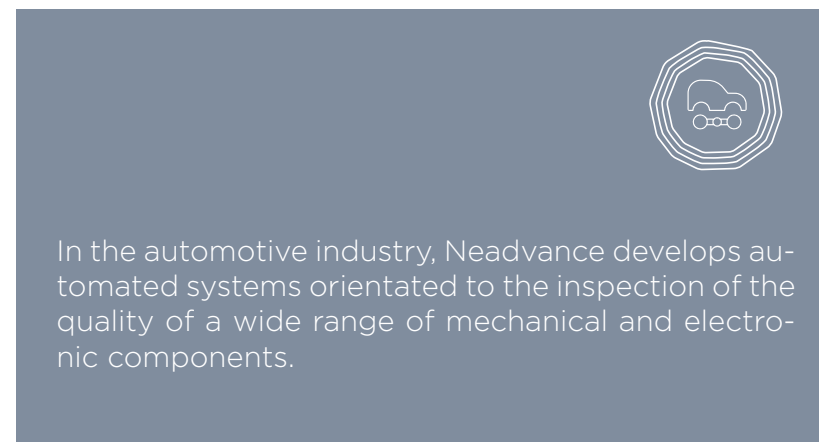 In the automotive industry, Neadvance develops au-
tomated systems orientated to the inspection of the
quality of a wide range of mechanical and electro-
nic components.